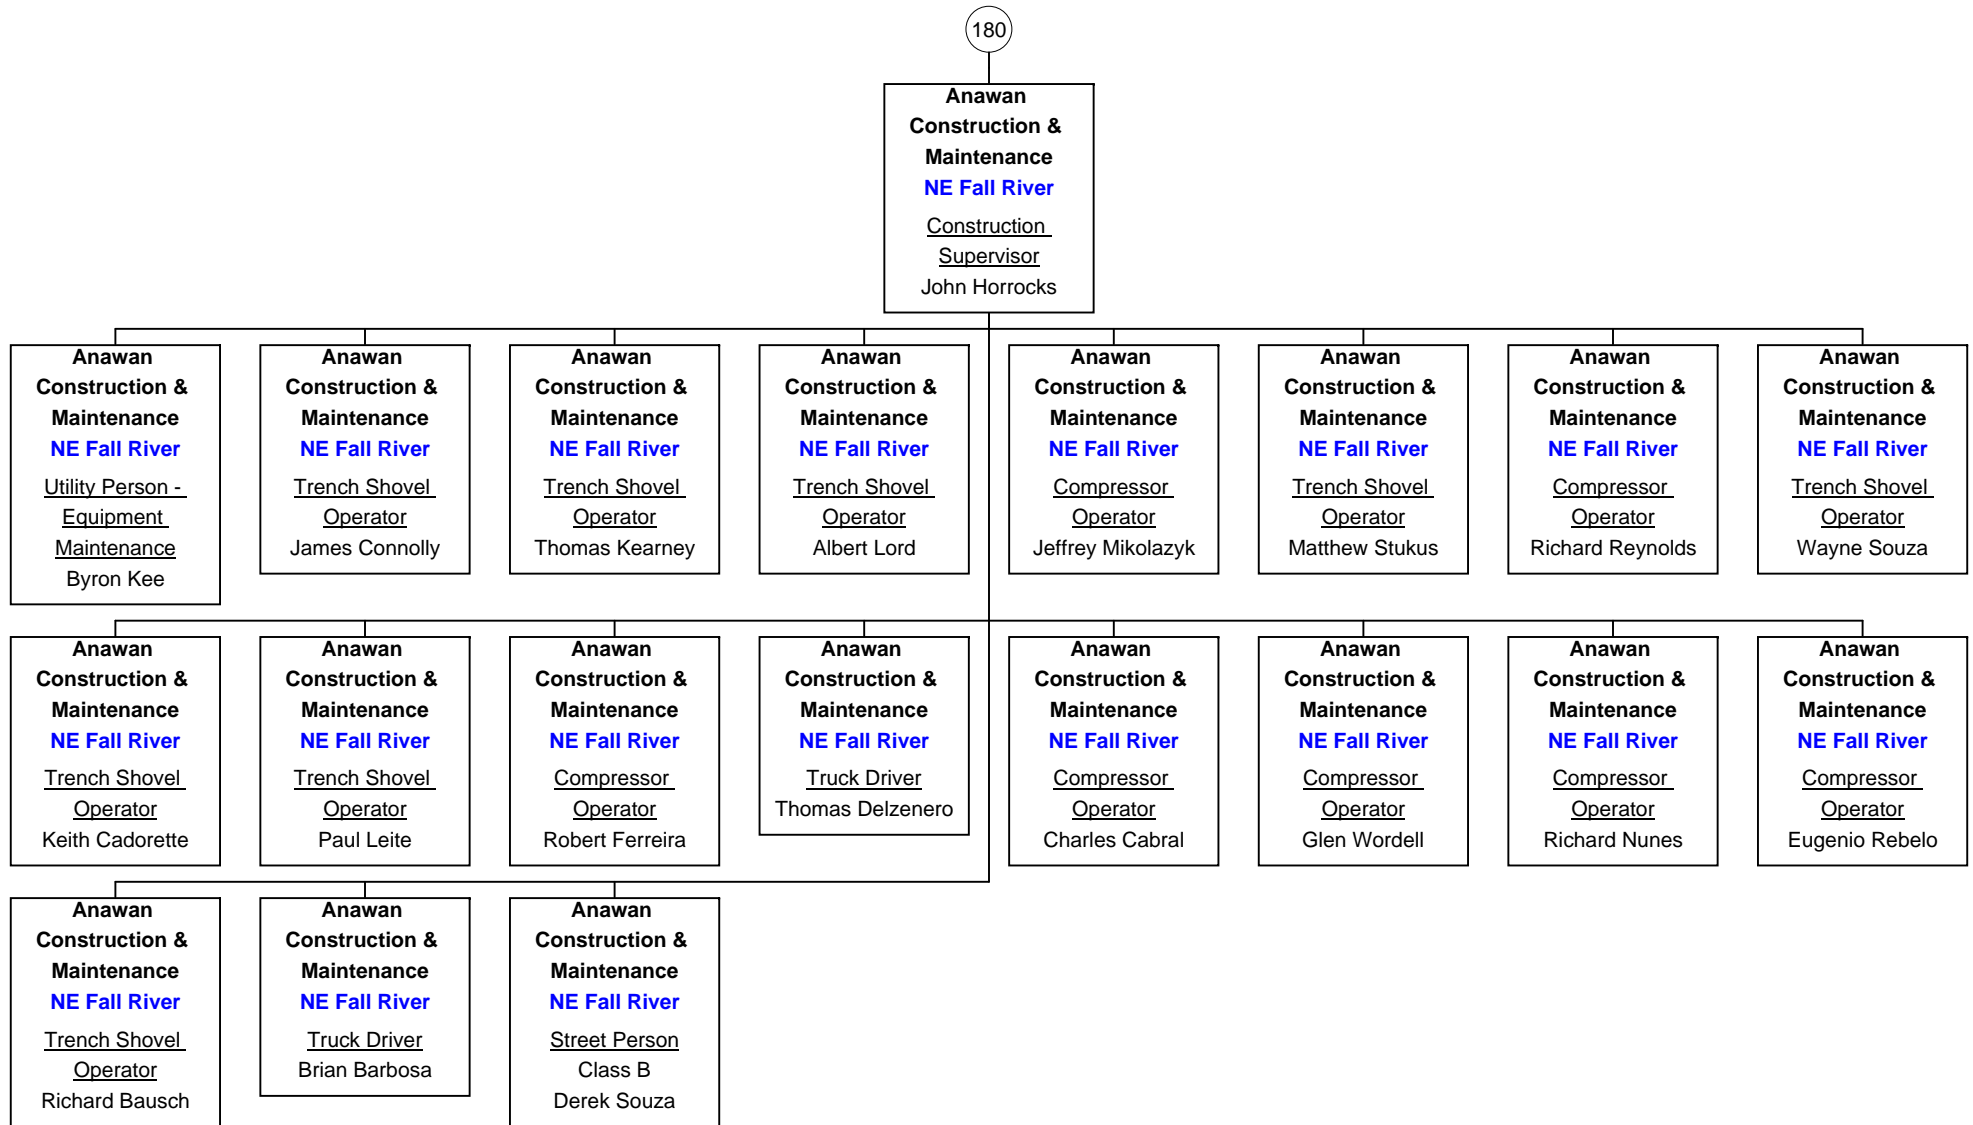 180
Anawan
Construction &
Maintenance
NE Fall River
Construction
Supervisor
John Horrocks
Anawan
Construction &
Maintenance
NE Fall River
Utility Person -
Equipment
Maintenance
Byron Kee
Anawan
Construction &
Maintenance
NE Fall River
Trench Shovel
Operator
James Connolly
Anawan
Construction &
Maintenance
NE Fall River
Trench Shovel
Operator
Thomas Kearney
Anawan
Construction &
Maintenance
NE Fall River
Trench Shovel
Operator
Albert Lord
Anawan
Construction &
Maintenance
NE Fall River
Compressor
Operator
Jeffrey Mikolazyk
Anawan
Construction &
Maintenance
NE Fall River
Trench Shovel
Operator
Matthew Stukus
Anawan
Construction &
Maintenance
NE Fall River
Compressor
Operator
Richard Reynolds
Anawan
Construction &
Maintenance
NE Fall River
Trench Shovel
Operator
Wayne Souza
Anawan
Construction &
Maintenance
NE Fall River
Trench Shovel
Operator
Keith Cadorette
Anawan
Construction &
Maintenance
NE Fall River
Trench Shovel
Operator
Paul Leite
Anawan
Construction &
Maintenance
NE Fall River
Compressor
Operator
Robert Ferreira
Anawan
Construction &
Maintenance
NE Fall River
Truck Driver
Thomas Delzenero
Anawan
Construction &
Maintenance
NE Fall River
Compressor
Operator
Charles Cabral
Anawan
Construction &
Maintenance
NE Fall River
Compressor
Operator
Glen Wordell
Anawan
Construction &
Maintenance
NE Fall River
Compressor
Operator
Richard Nunes
Anawan
Construction &
Maintenance
NE Fall River
Compressor
Operator
Eugenio Rebelo
Anawan
Construction &
Maintenance
NE Fall River
Trench Shovel
Operator
Richard Bausch
Anawan
Construction &
Maintenance
NE Fall River
Truck Driver
Brian Barbosa
Anawan
Construction &
Maintenance
NE Fall River
Street Person
Class B
Derek Souza